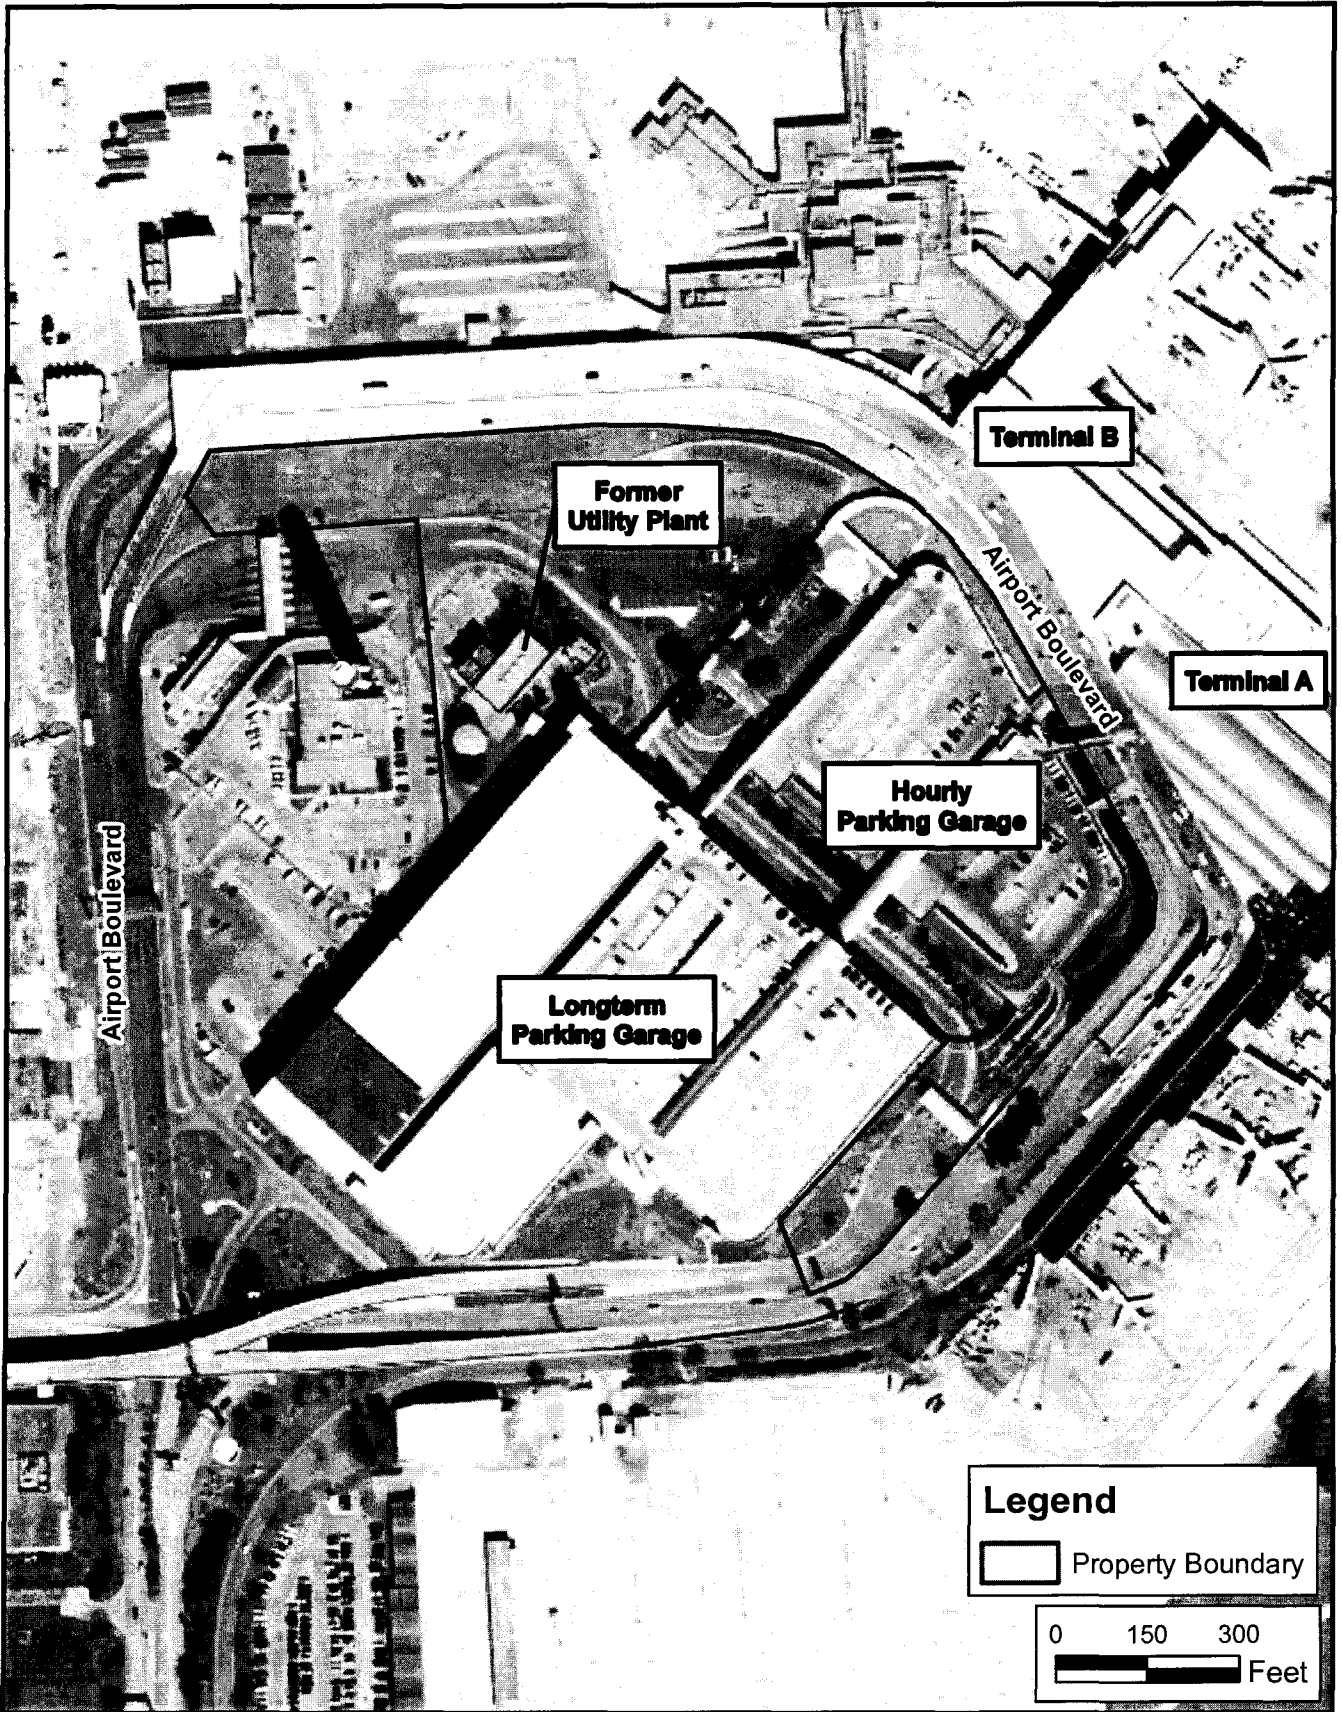 Terminal B
Former
Utility Plant
Airport Boulevard
Terminal A
Hourly
Parking Garage
Airport Boulevard
Longterm
Parking Garage
Legend
Property Boundary
0 150 300
Feet